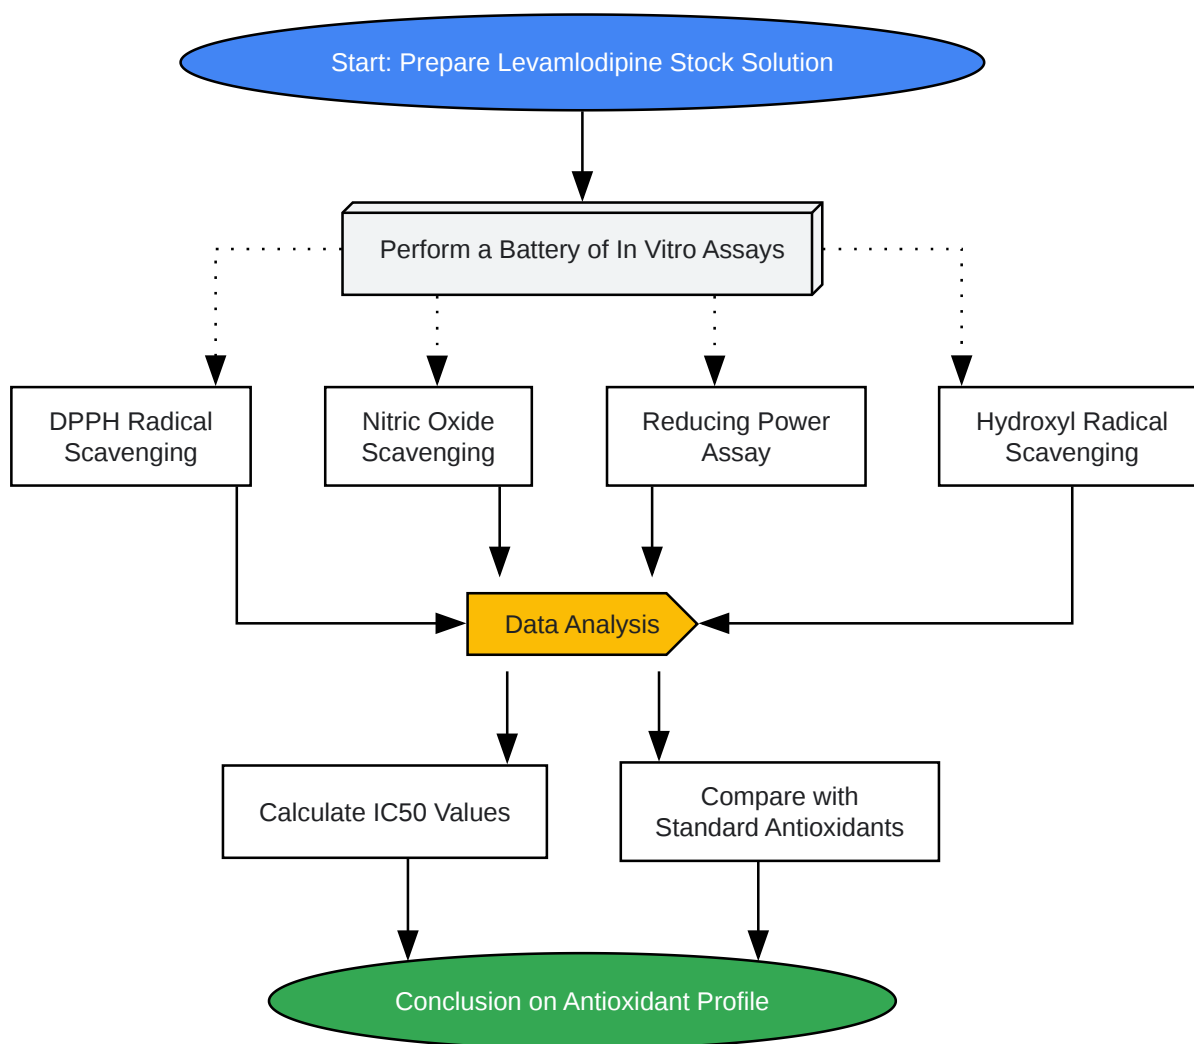 Start: Prepare Levamlodipine Stock Solution
Perform a Battery of In Vitro Assays
DPPH Radical
Scavenging
Nitric Oxide
Scavenging
Reducing Power
Assay
Hydroxyl Radical
Scavenging
Data Analysis
Calculate IC50 Values
Compare with
Standard Antioxidants
Conclusion on Antioxidant Profile